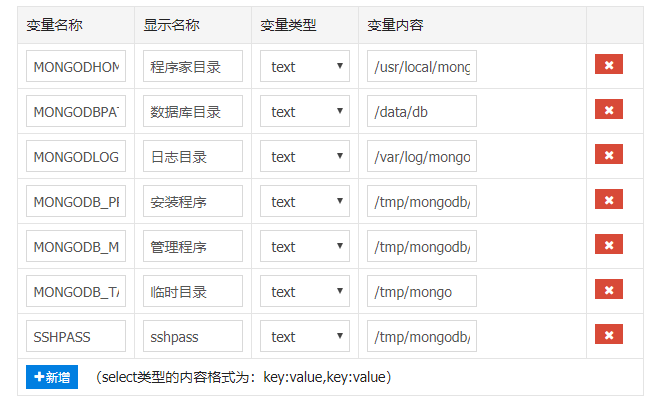 变量名称 显示名称 变量类型 变量内容
MONGODHOM 程序家目录 text /usr/local/mong
MONGODBPAT 数据库目录 text /data/db
MONGODLOG 日志目录 text /var/log/mongo
MONGODB_PR 安装程序 text /tmp/mongodb/
MONGODB_M 管理程序 text /tmp/mongodb/
MONGODB_TA 临时目录 text /tmp/mongo
SSHPASS sshpass text /tmp/mongodb/
新增 （select类型的内容格式为：key:value,key:value）